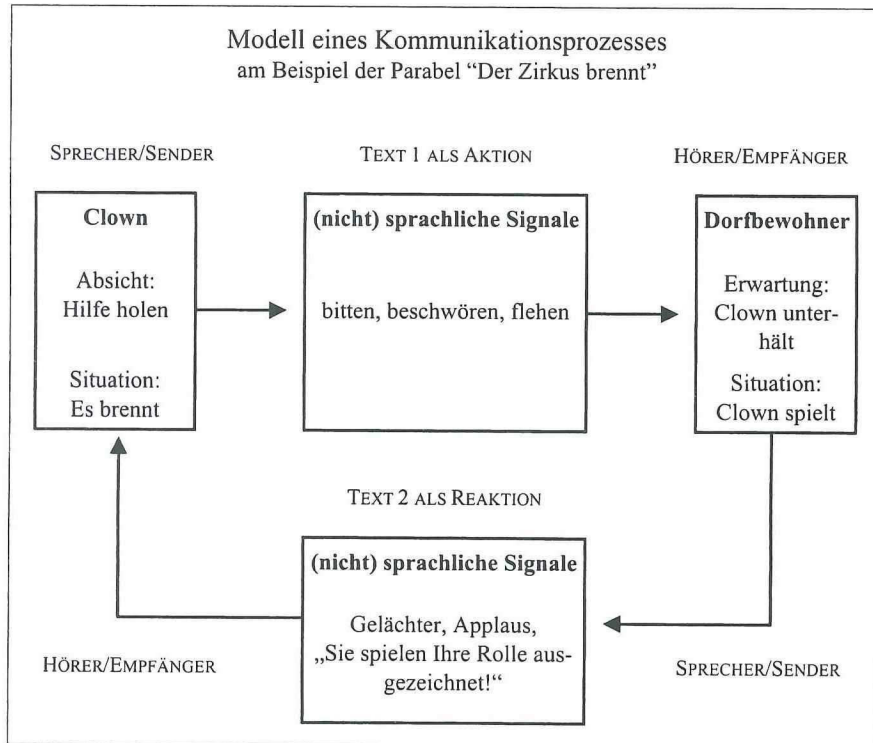 Modell eines Kommunikationsprozesses
am Beispiel der Parabel “Der Zirkus brennt”
SPRECHER/SENDER
TEXT 1 ALS AKTION
HÖRER/EMPFÄNGER
Clown
Absicht:
Hilfe holen
Situation:
Es brennt
(nicht) sprachliche Signale
bitten, beschwören, flehen
Dorfbewohner
Erwartung:
Clown unter-
hält
Situation:
Clown spielt
TEXT 2 ALS REAKTION
(nicht) sprachliche Signale
Gelächter, Applaus,
„Sie spielen Ihre Rolle aus-
gezeichnet!“
HÖRER/EMPFÄNGER
SPRECHER/SENDER